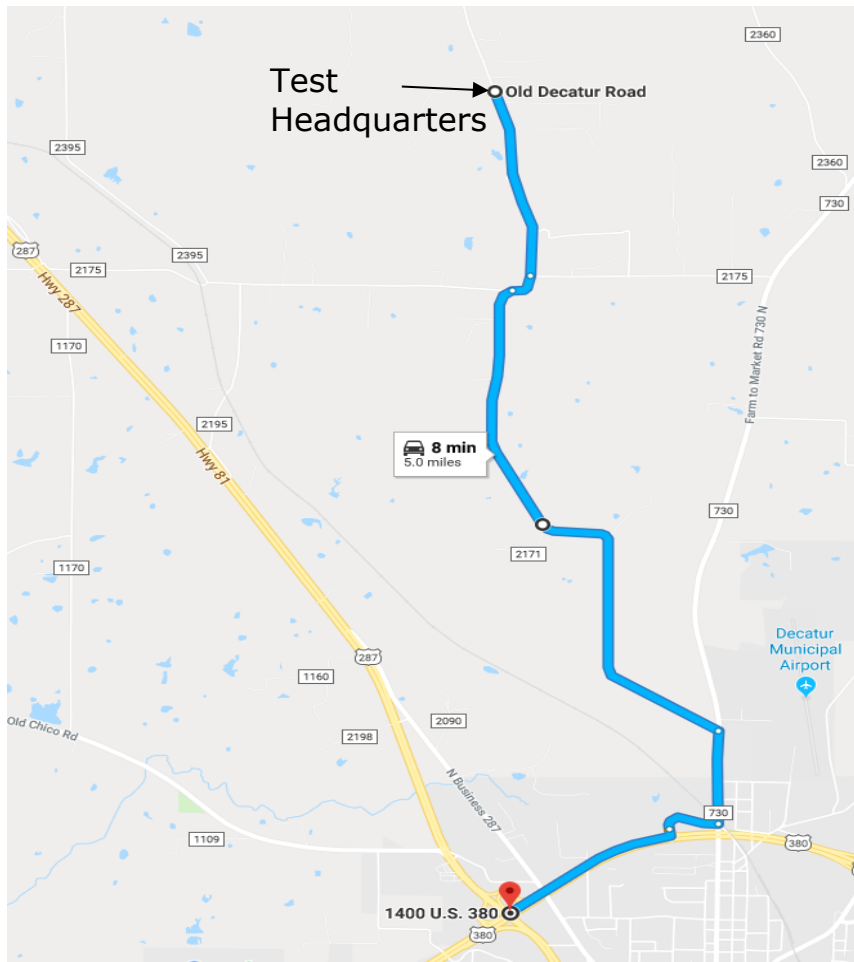 2360
2360
Test
Headquarters
Old Decatur Road
2395
2360
730
2395
287
2175
2175
Hwy 287
1170
Farm to Market Rd 730 N
2195
8 min
5.0 miles
Hwy 81
730
2171
1170
Decatur
Municipal
Airport
287
1160
2090
Old Chico Rd
2198
N Business 287
730
1109
380
1400 U.S. 380
380